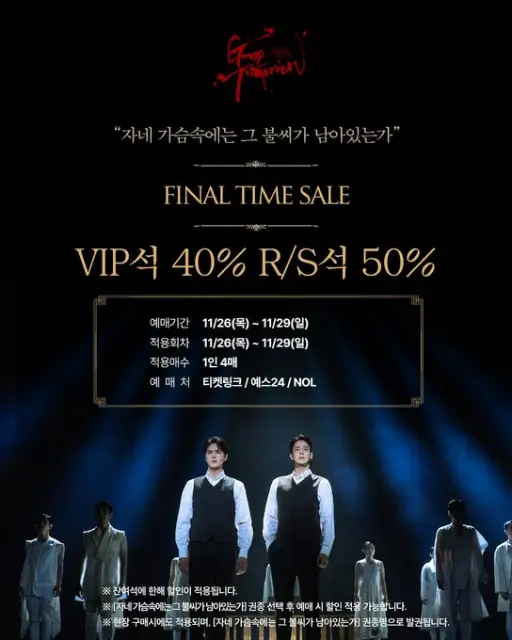 "자네 가슴속에는 그 불씨가 남아있는가"
FINAL TIME SALE
VIP석 40% R/S석 50%
예매기간 11/26(목) ~ 11/29(일)
적용회차 11/26(목) ~ 11/29(일)
적용매수 1인 4매
예 매 처 티켓링크 / 예스24 / NOL
※ 잔여석에 한해 할인이 적용됩니다.
※ [자네 가슴속에는 그 불씨가 남아있는가] 권종 선택 후 예매 시 할인 적용 가능합니다.
※ 현장 구매시에도 적용되며, [자네 가슴속에는 그 불씨가 남아있는가] 권종명으로 발권됩니다.